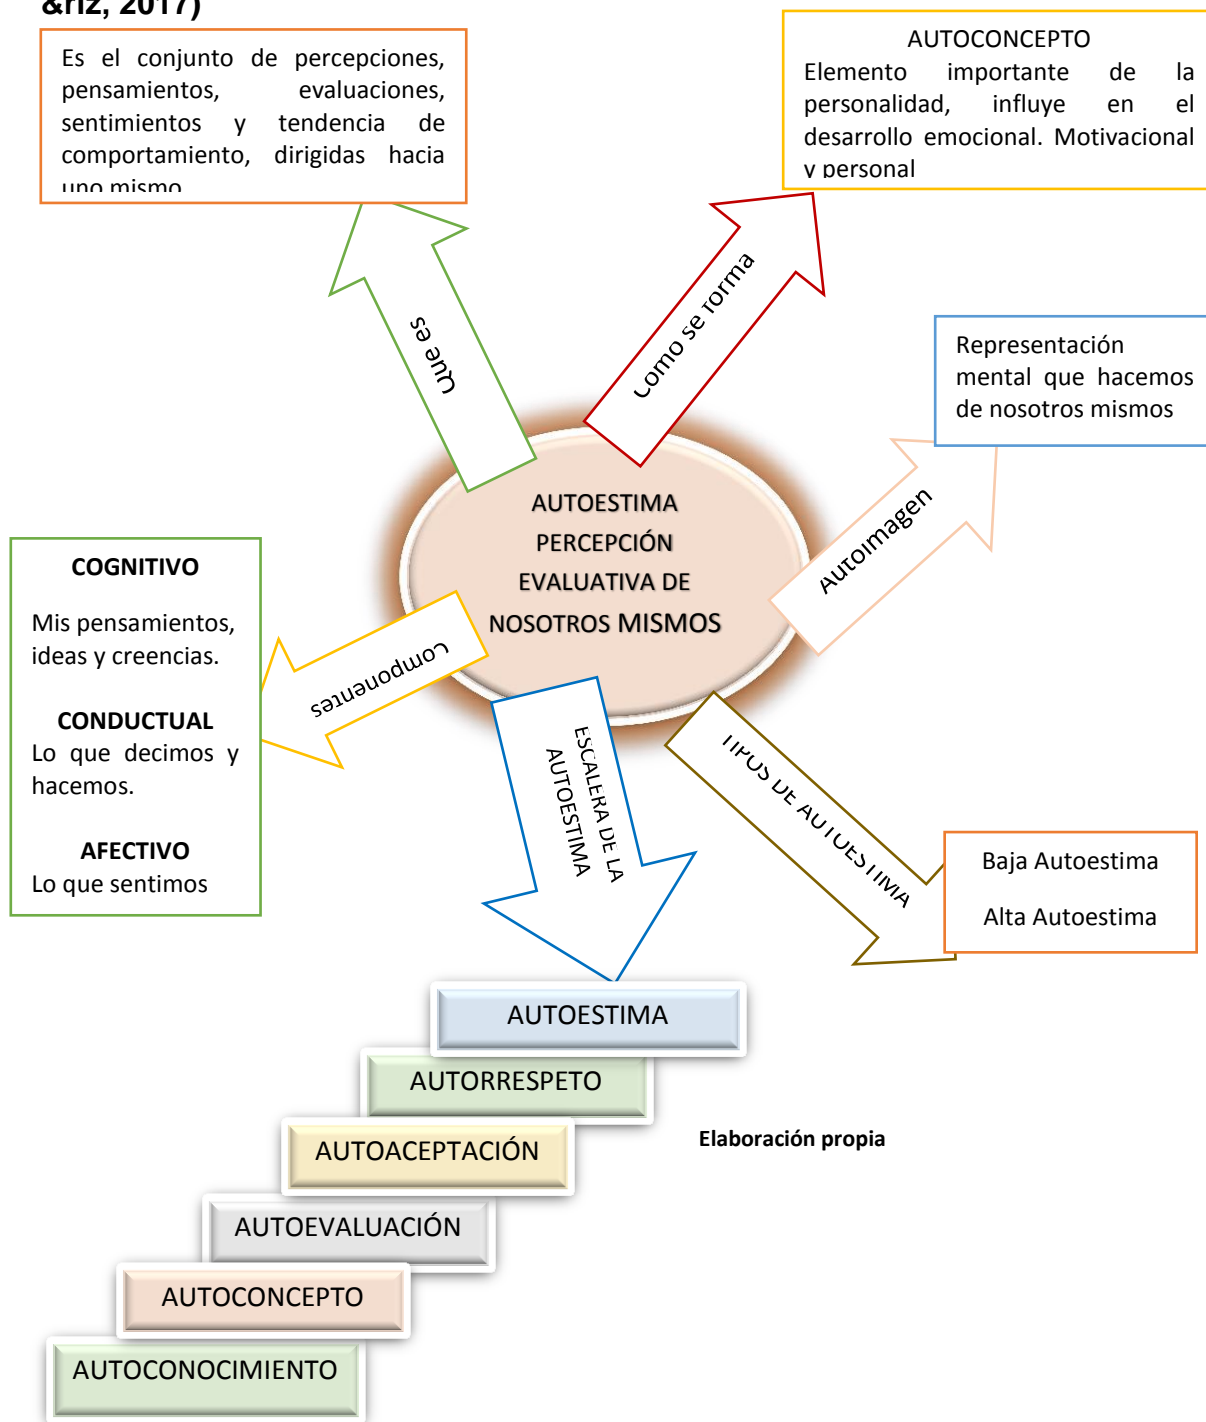 &riz, 2017)
Es el conjunto de percepciones,
pensamientos, evaluaciones,
sentimientos y tendencia de
comportamiento, dirigidas hacia
uno mismo
AUTOCONCEPTO
Elemento importante de la
personalidad, influye en el
desarrollo emocional. Motivacional
y personal
Que es
Como se forma
Representación
mental que hacemos
de nosotros mismos
Autoimagen
AUTOESTIMA
PERCEPCIÓN
EVALUATIVA DE
NOSOTROS MISMOS
COGNITIVO
Mis pensamientos,
ideas y creencias.
CONDUCTUAL
Lo que decimos y
hacemos.
AFECTIVO
Lo que sentimos
Componentes
ESCALERA DE LA
AUTOESTIMA
TIPOS DE AUTOESTIMA
Baja Autoestima
Alta Autoestima
AUTOESTIMA
AUTORRESPETO
AUTOACEPTACIÓN
Elaboración propia
AUTOEVALUACIÓN
AUTOCONCEPTO
AUTOCONOCIMIENTO